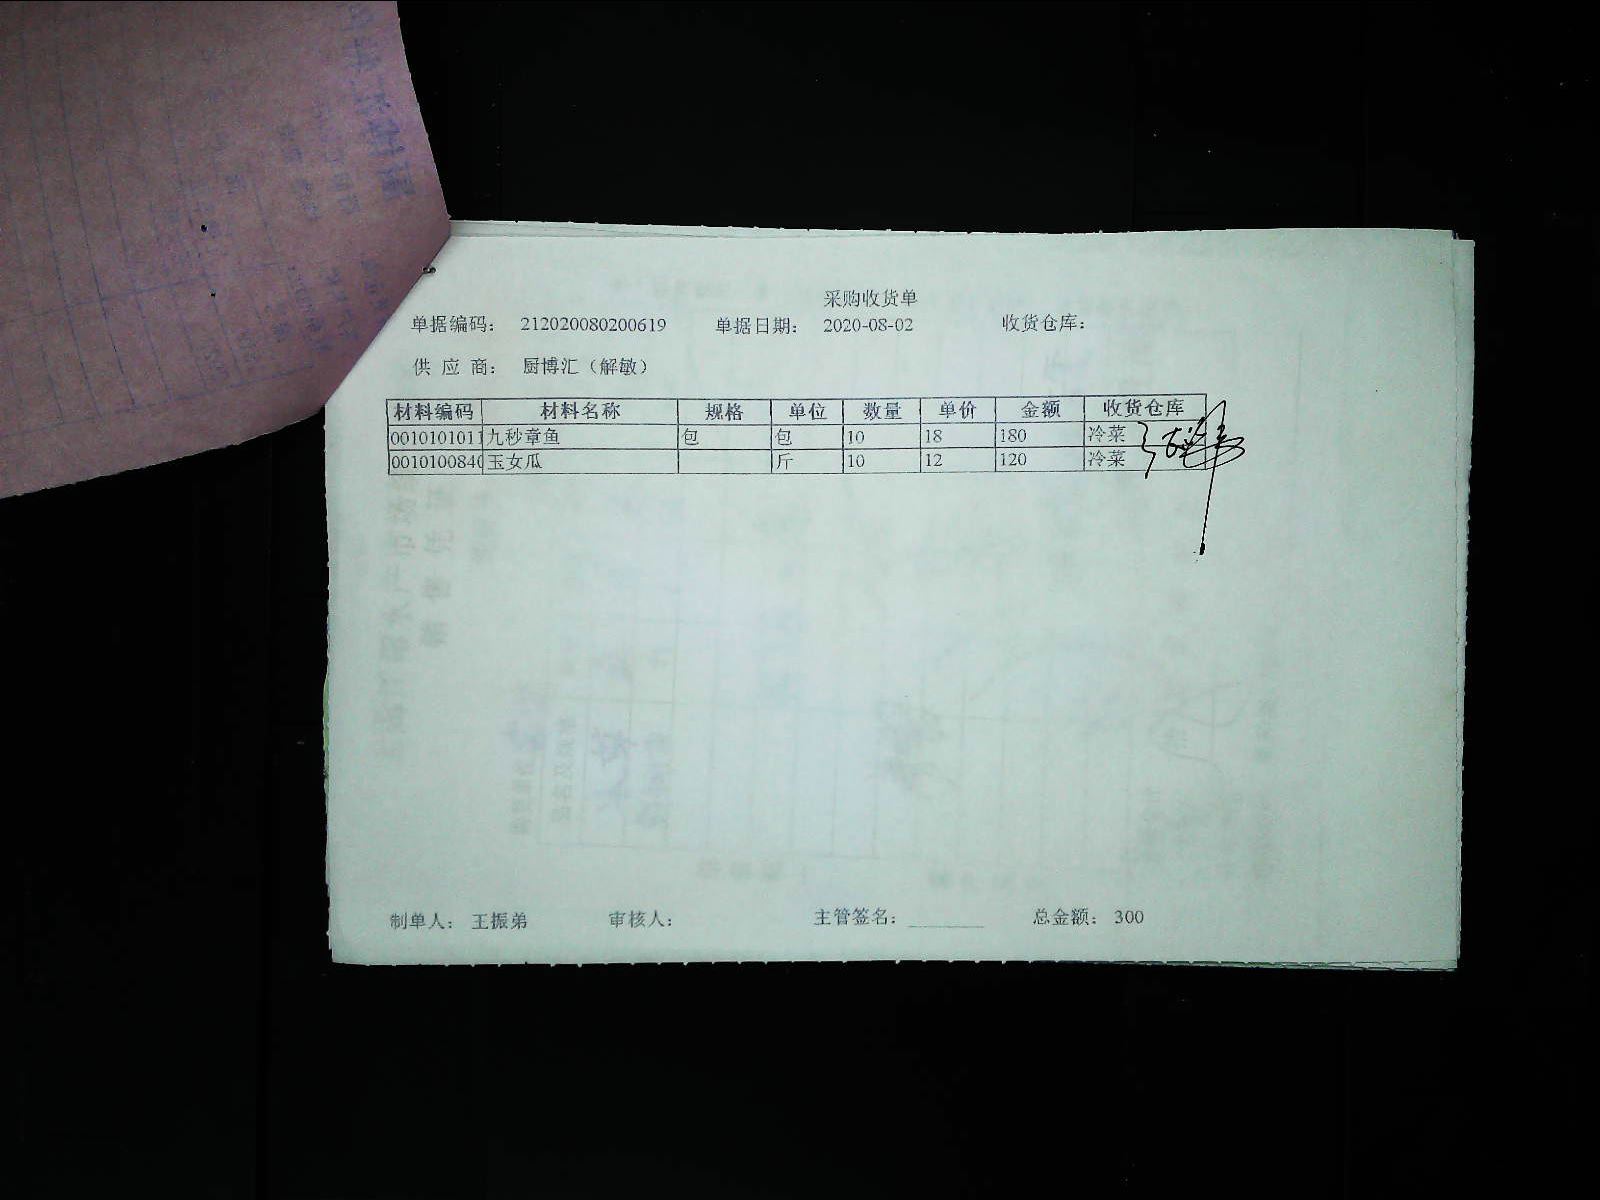 采购收货单
单据编码： 212020080200619 单据日期： 2020-08-02 收货仓库：
供 应 商： 厨博汇（解敏）
材料编码 材料名称 规格 单位 数量 单价 金额 收货仓库
0010101011 九秒章鱼 包 包 10 18 180 冷菜
0010100840 玉女瓜 斤 10 12 120 冷菜
制单人： 王振弟 审核人： 主管签名： 总金额： 300